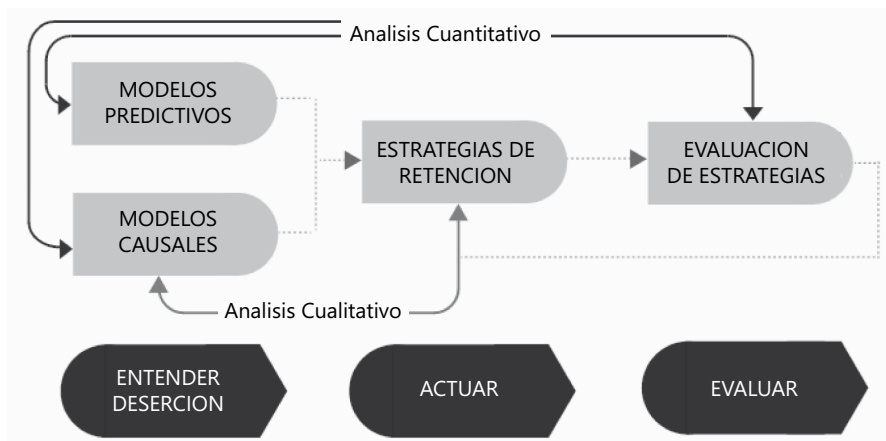 Analisis Cuantitativo
MODELOS
PREDICTIVOS
ESTRATEGIAS DE
RETENCION
EVALUACION
DE ESTRATEGIAS
MODELOS
CAUSALES
Analisis Cualitativo
ENTENDER
DESERCION
ACTUAR
EVALUAR